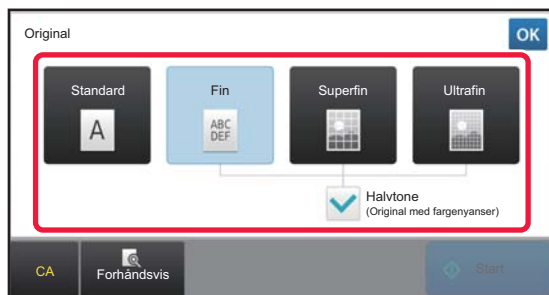 Original
OK
Standard
Fin
Superfin
Ultrafin
A
ABC
DEF
Halvtone
(Original med fargenyanser)
CA
Forhåndsvis
Start